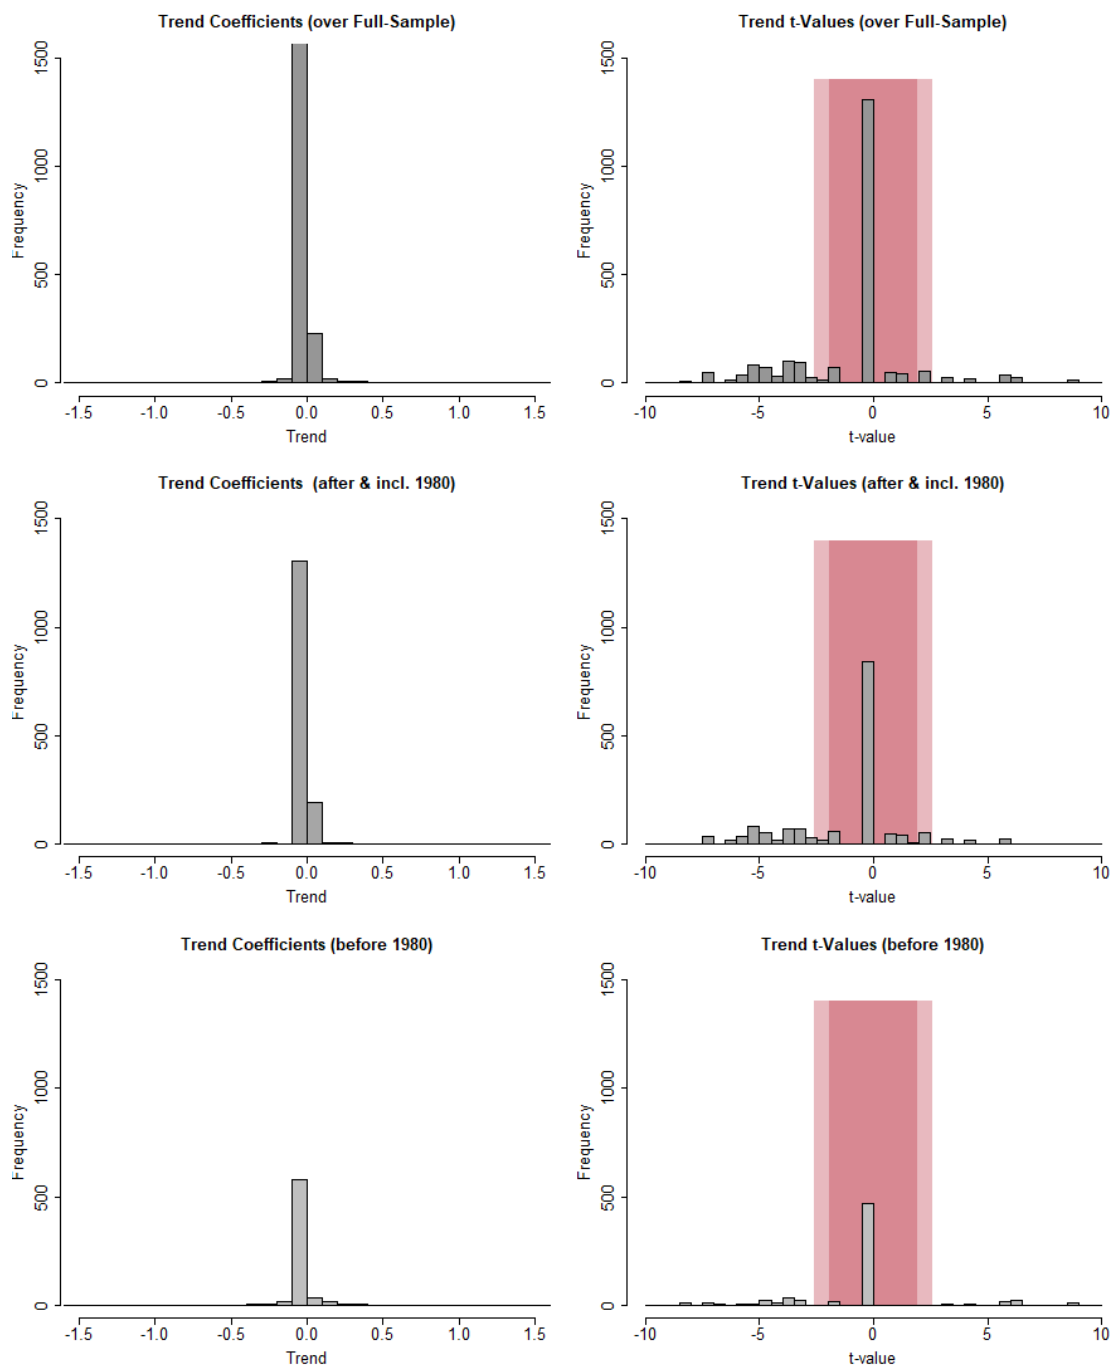 Trend Coefficients (over Full-Sample)
Frequency
1500
1000
500
0
-1.5 -1.0 -0.5 0.0 0.5 1.0 1.5
Trend
Trend t-Values (over Full-Sample)
Frequency
1500
1000
500
0
-10 -5 0 5 10
t-value
Trend Coefficients (after & incl. 1980)
Frequency
1500
1000
500
0
-1.5 -1.0 -0.5 0.0 0.5 1.0 1.5
Trend
Trend t-Values (after & incl. 1980)
Frequency
1500
1000
500
0
-10 -5 0 5 10
t-value
Trend Coefficients (before 1980)
Frequency
1500
1000
500
0
-1.5 -1.0 -0.5 0.0 0.5 1.0 1.5
Trend
Trend t-Values (before 1980)
Frequency
1500
1000
500
0
-10 -5 0 5 10
t-value